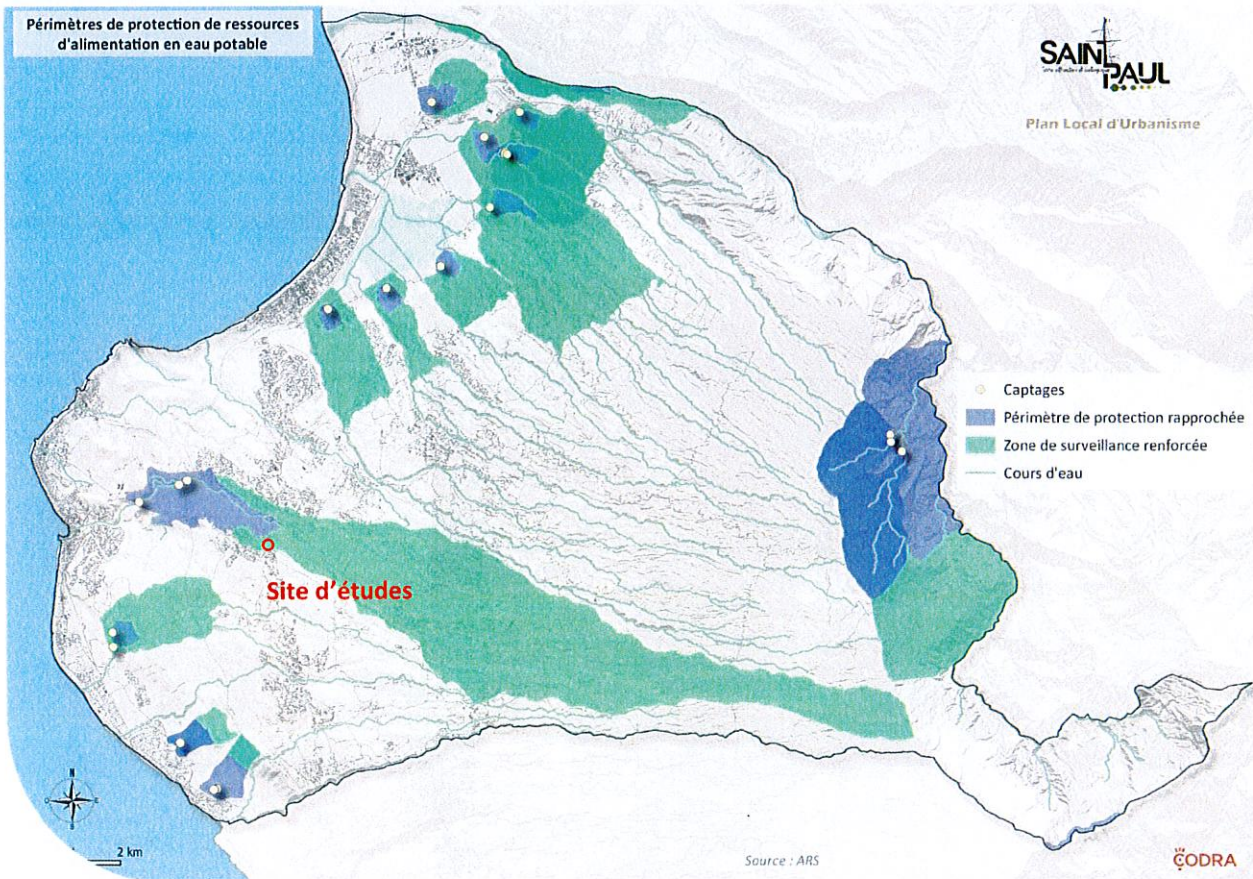 Périmètres de protection de ressources
d'alimentation en eau potable
SAINT
PAUL
Plan Local d'Urbanisme
Captages
Périmètre de protection rapprochée
Zone de surveillance renforcée
Cours d'eau
Site d'études
N
O
E
S
2 km
Source : ARS
CODRA